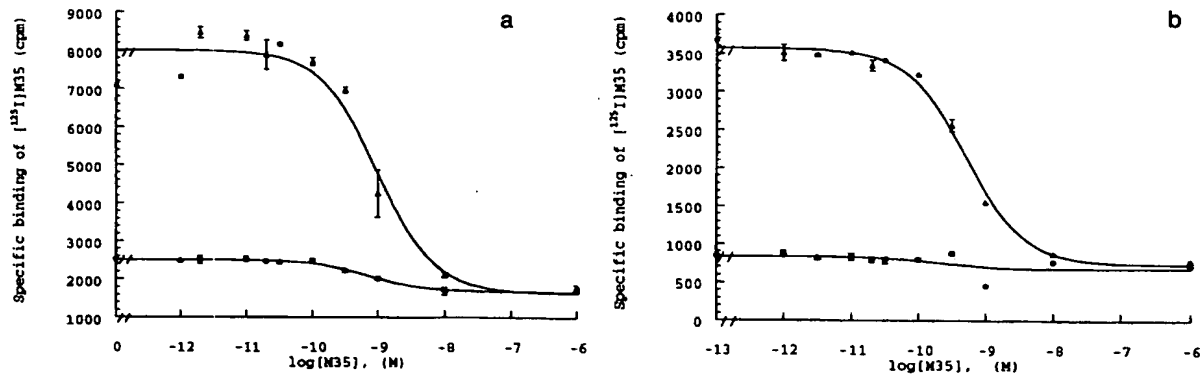 a
9000
8000
7000
6000
5000
4000
3000
2000
1000
Specific binding of [¹²⁵I]M35 (cpm)
0 -12 -11 -10 -9 -8 -7 -6
log[M35], (M)
b
4000
3500
3000
2500
2000
1500
1000
500
0
Specific binding of [¹²⁵I]M35 (cpm)
-13 -12 -11 -10 -9 -8 -7 -6
log[M35], (M)